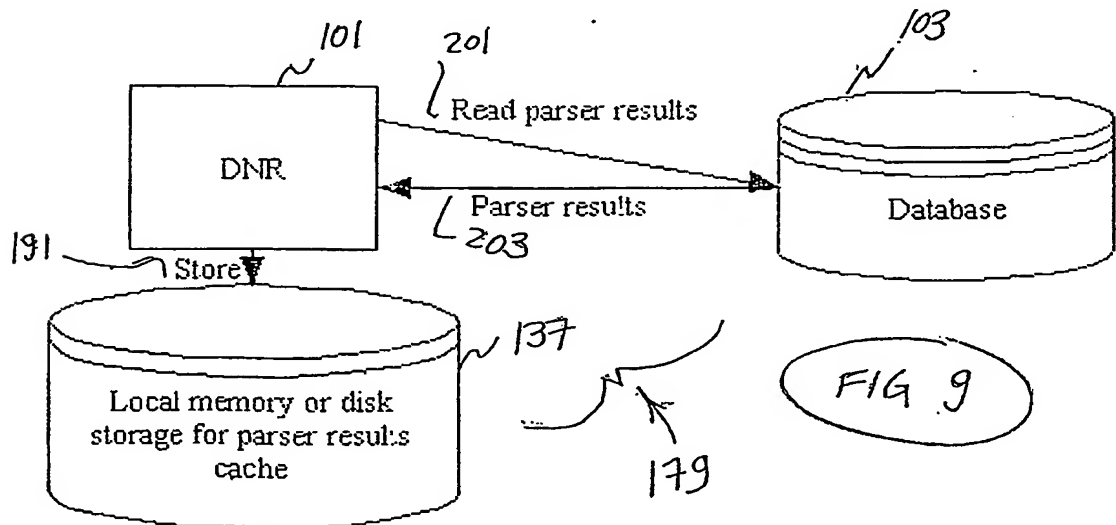 101
201
103
Read parser results
DNR
Parser results
203
Database
191
Store
137
Local memory or disk
storage for parser results
cache
179
FIG 9